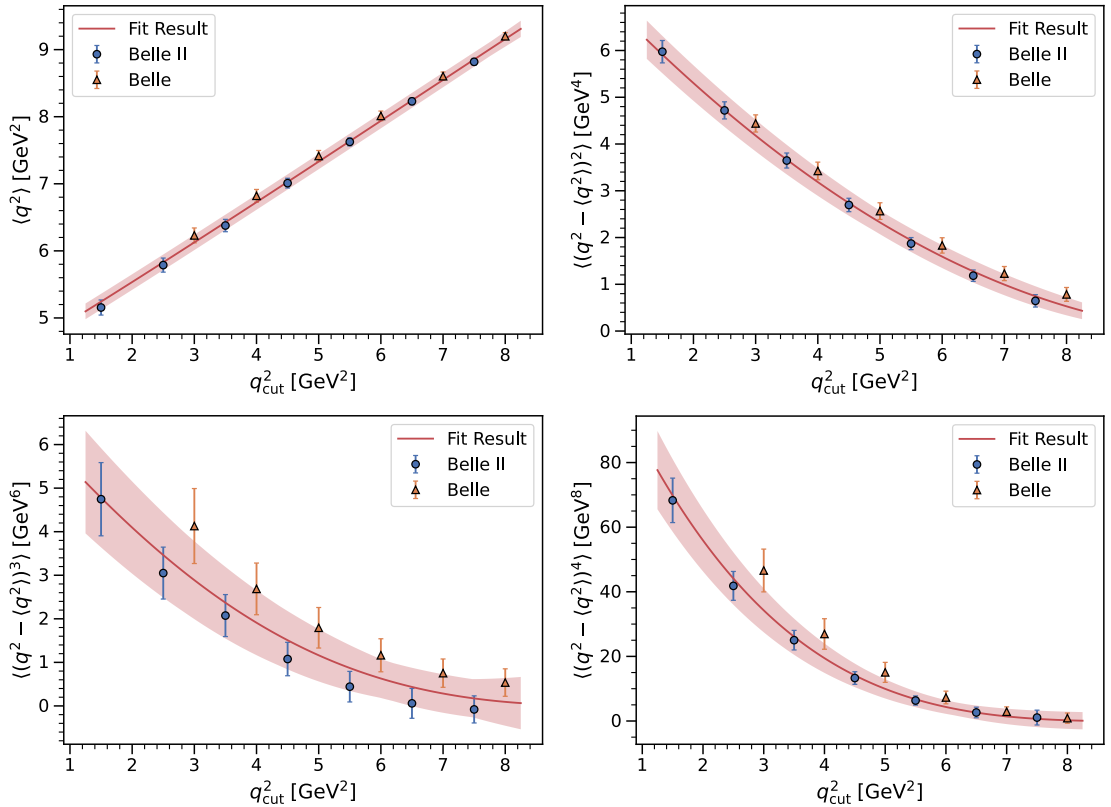 Fit Result
Belle II
Belle
⟨q²⟩ [GeV²]
9
8
7
6
5
1 2 3 4 5 6 7 8
q²cut [GeV²]
Fit Result
Belle II
Belle
⟨(q² − ⟨q²⟩)²⟩ [GeV⁴]
6
5
4
3
2
1
0
1 2 3 4 5 6 7 8
q²cut [GeV²]
Fit Result
Belle II
Belle
⟨(q² − ⟨q²⟩)³⟩ [GeV⁶]
6
5
4
3
2
1
0
1 2 3 4 5 6 7 8
q²cut [GeV²]
Fit Result
Belle II
Belle
⟨(q² − ⟨q²⟩)⁴⟩ [GeV⁸]
80
60
40
20
0
1 2 3 4 5 6 7 8
q²cut [GeV²]